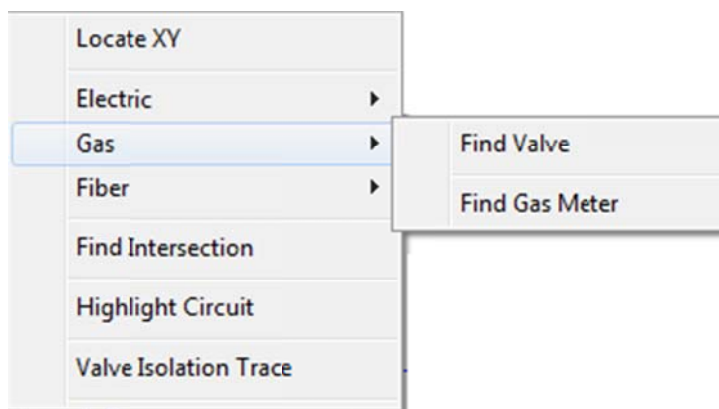 Locate XY
Electric
Gas
Fiber
Find Intersection
Highlight Circuit
Valve Isolation Trace
Find Valve
Find Gas Meter